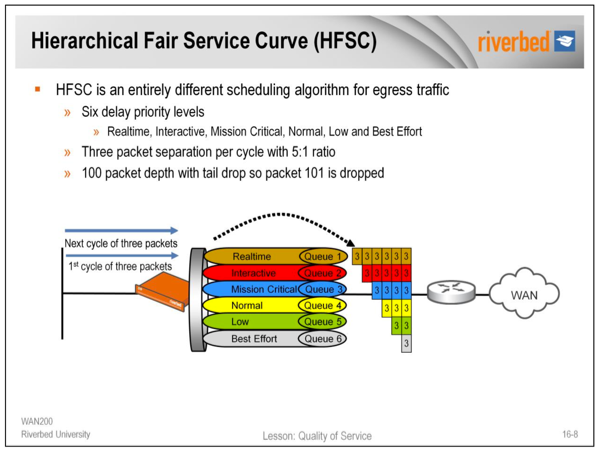 Hierarchical Fair Service Curve (HFSC)
riverbed
HFSC is an entirely different scheduling algorithm for egress traffic
» Six delay priority levels
» Realtime, Interactive, Mission Critical, Normal, Low and Best Effort
» Three packet separation per cycle with 5:1 ratio
» 100 packet depth with tail drop so packet 101 is dropped
Next cycle of three packets
1st cycle of three packets
Realtime Queue 1 3 3 3 3 3 3
Interactive Queue 2 3 3 3 3 3
Mission Critical Queue 3 3 3 3 3
Normal Queue 4 3 3 3
Low Queue 5 3 3
Best Effort Queue 6 3
WAN
WAN200
Riverbed University
Lesson: Quality of Service
16-8